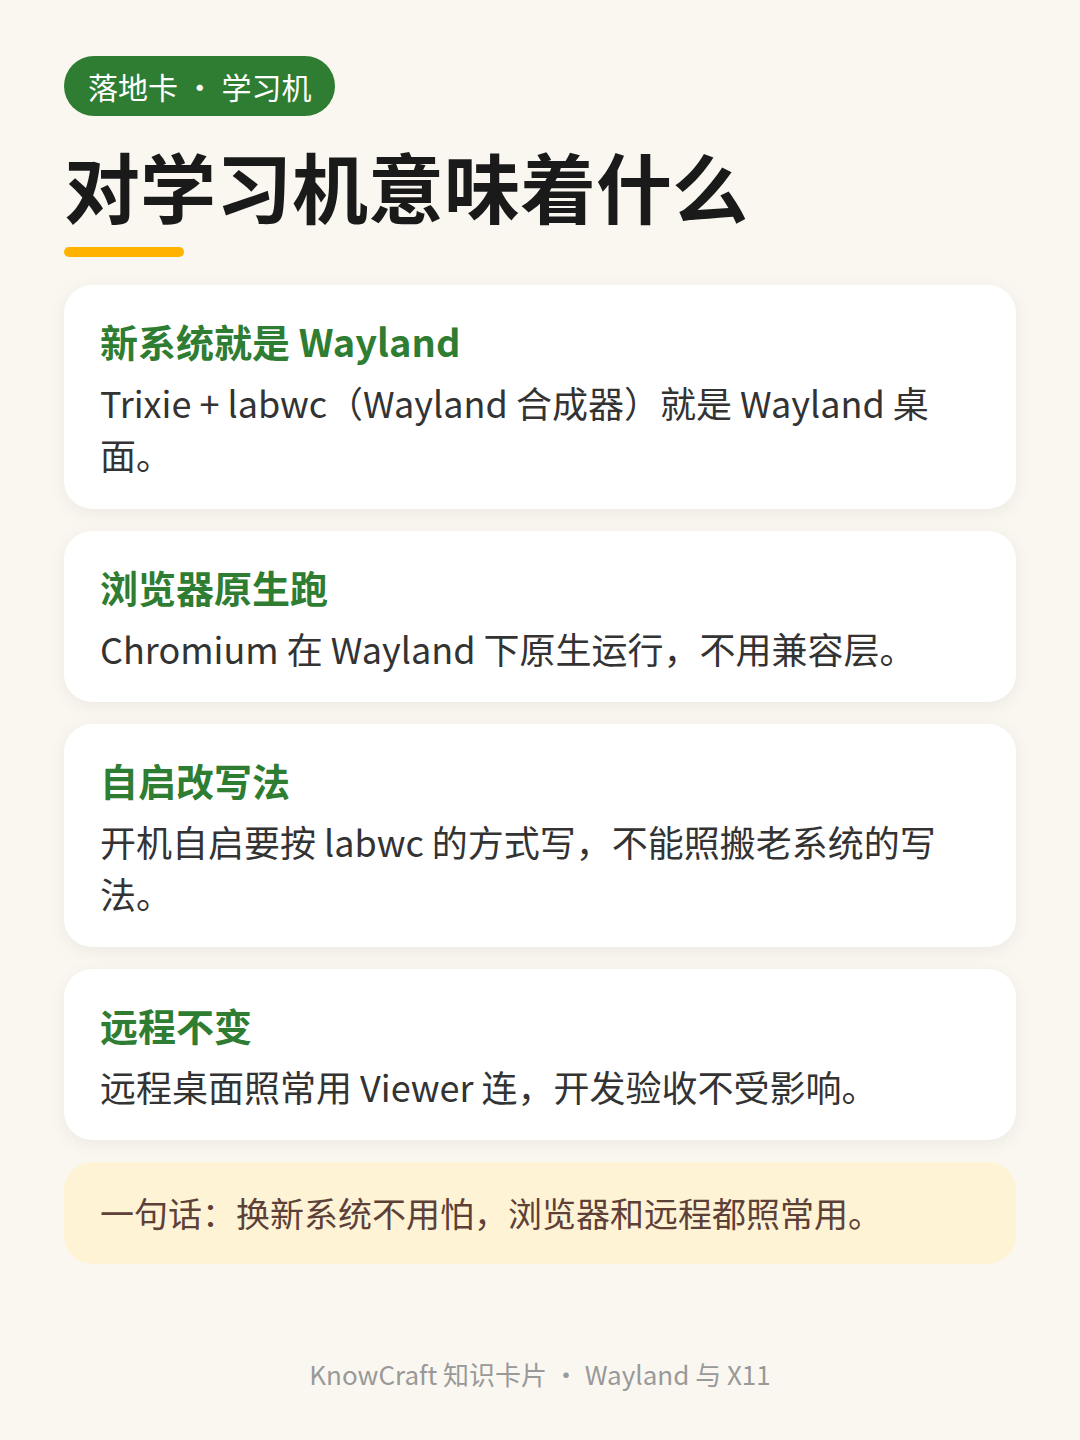 落地卡 · 学习机
对学习机意味着什么
新系统就是 Wayland
Trixie + labwc（Wayland 合成器）就是 Wayland 桌
面。
浏览器原生跑
Chromium 在 Wayland 下原生运行，不用兼容层。
自启改写法
开机自启要按 labwc 的方式写，不能照搬老系统的写
法。
远程不变
远程桌面照常用 Viewer 连，开发验收不受影响。
一句话：换新系统不用怕，浏览器和远程都照常用。
KnowCraft 知识卡片 · Wayland 与 X11